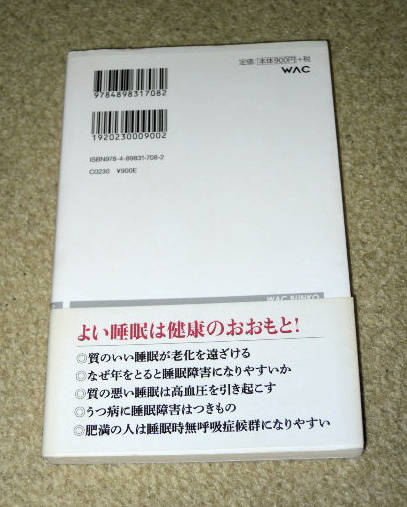 9784898317082
定価 本体900円+税
WAC
1920230009002
ISBN978-4-89831-708-2
C0230 ¥900E
WAC BUNKO
よい睡眠は健康のおおもと!
◎質のいい睡眠が老化を遠ざける
◎なぜ年をとると睡眠障害になりやすいか
◎質の悪い睡眠は高血圧を引き起こす
◎うつ病に睡眠障害はつきもの
◎肥満の人は睡眠時無呼吸症候群になりやすい